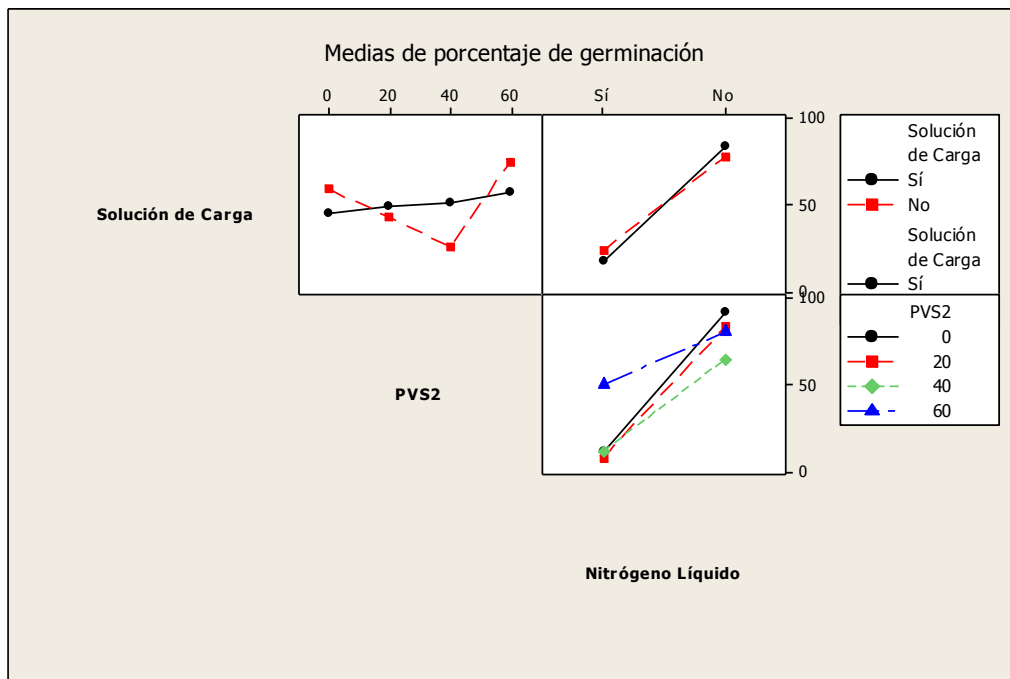 Medias de porcentaje de germinación
0 20 40 60
Sí No
100
50
0
Solución de Carga
Solución
de Carga
Sí
No
Solución
de Carga
Sí
100
50
0
PVS2
PVS2
0
20
40
60
Nitrógeno Líquido